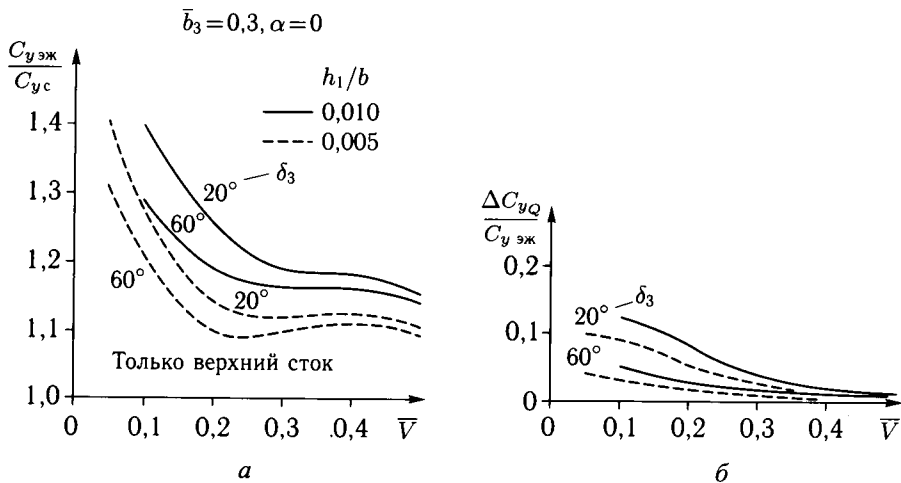 b̅₃=0,3, α=0
C_y эж / C_y с
h₁/b
0,010
0,005
1,4
1,3
1,2
1,1
1,0
20° δ₃
60°
60°
20°
Только верхний сток
0 0,1 0,2 0,3 0,4 V̅
а
ΔC_yQ / C_y эж
0,2
0,1
0
20° δ₃
60°
0 0,1 0,2 0,3 0,4 V̅
б